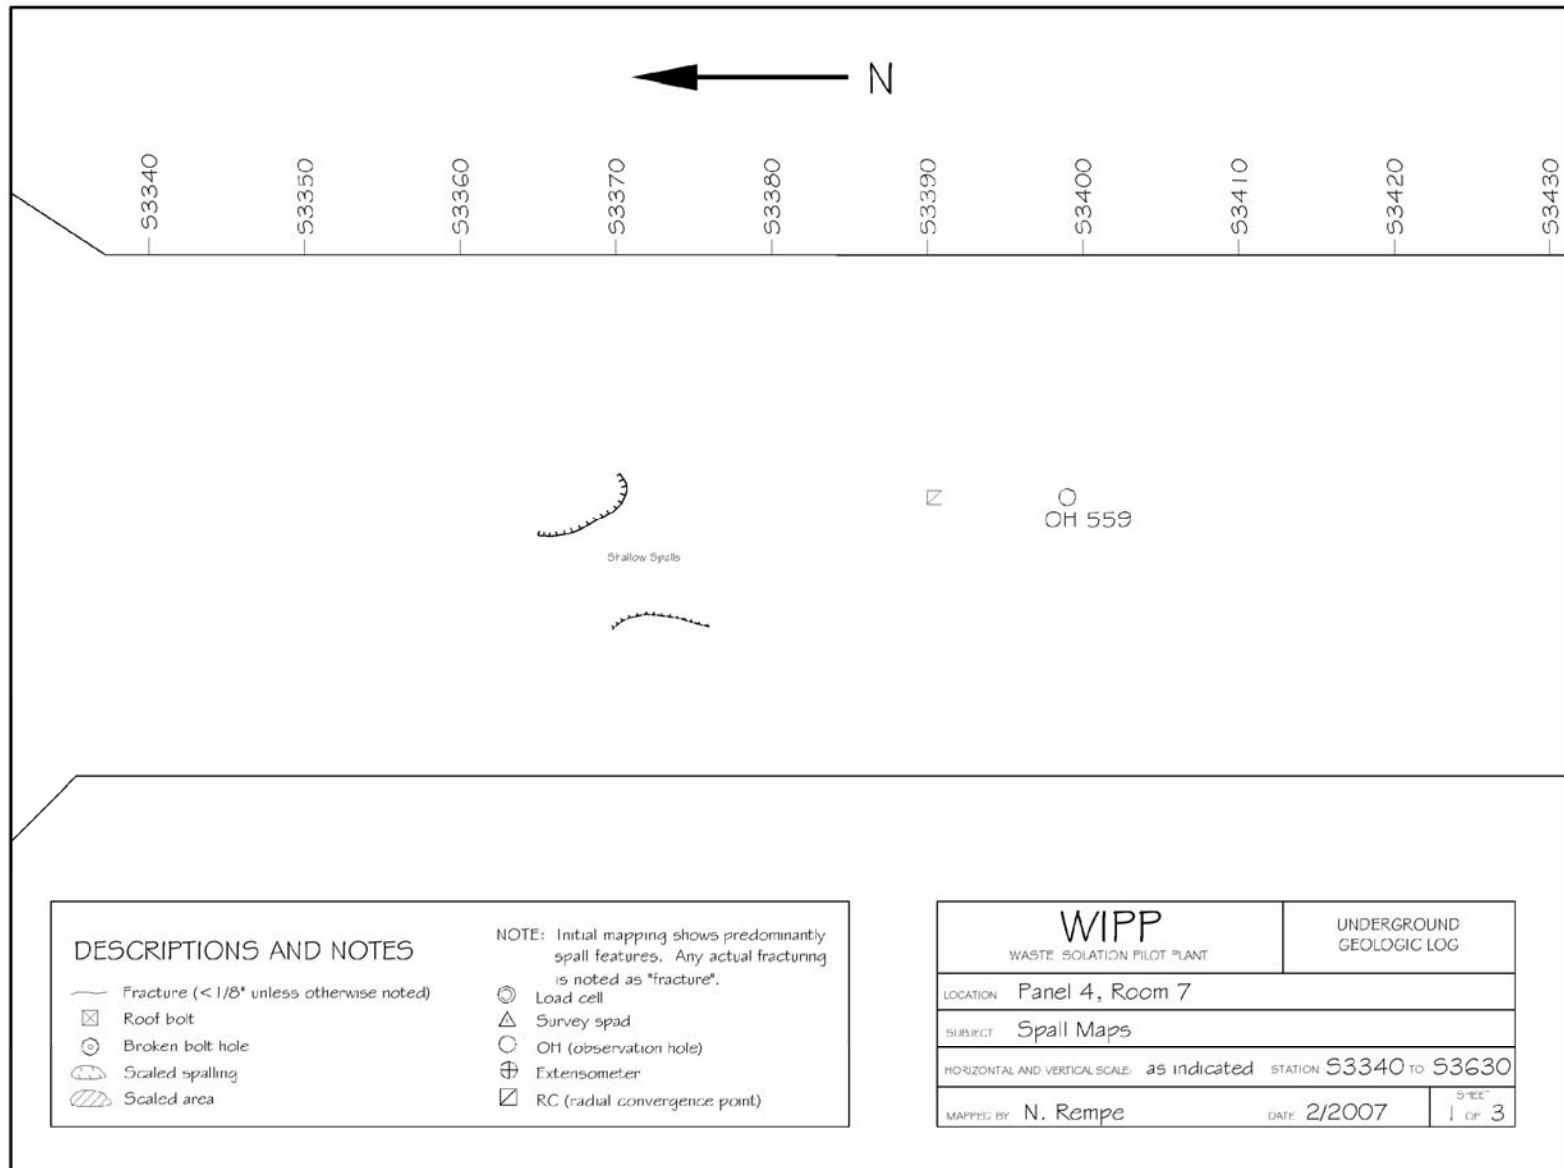 N
S3340
S3350
S3360
S3370
S3380
S3390
S3400
S3410
S3420
S3430
OH 559
Shallow Spalls
DESCRIPTIONS AND NOTES
Fracture (<1/8" unless otherwise noted)
Roof bolt
Broken bolt hole
Scaled spalling
Scaled area
NOTE: Initial mapping shows predominantly
spall features. Any actual fracturing
is noted as "fracture".
Load cell
Survey spad
OH (observation hole)
Extensometer
RC (radial convergence point)
WIPP
WASTE ISOLATION PILOT PLANT
UNDERGROUND
GEOLOGIC LOG
LOCATION Panel 4, Room 7
SUBJECT Spall Maps
HORIZONTAL AND VERTICAL SCALE: as indicated STATION S3340 TO S3630
MAPPED BY N. Rempe DATE 2/2007
SHEET
1 OF 3